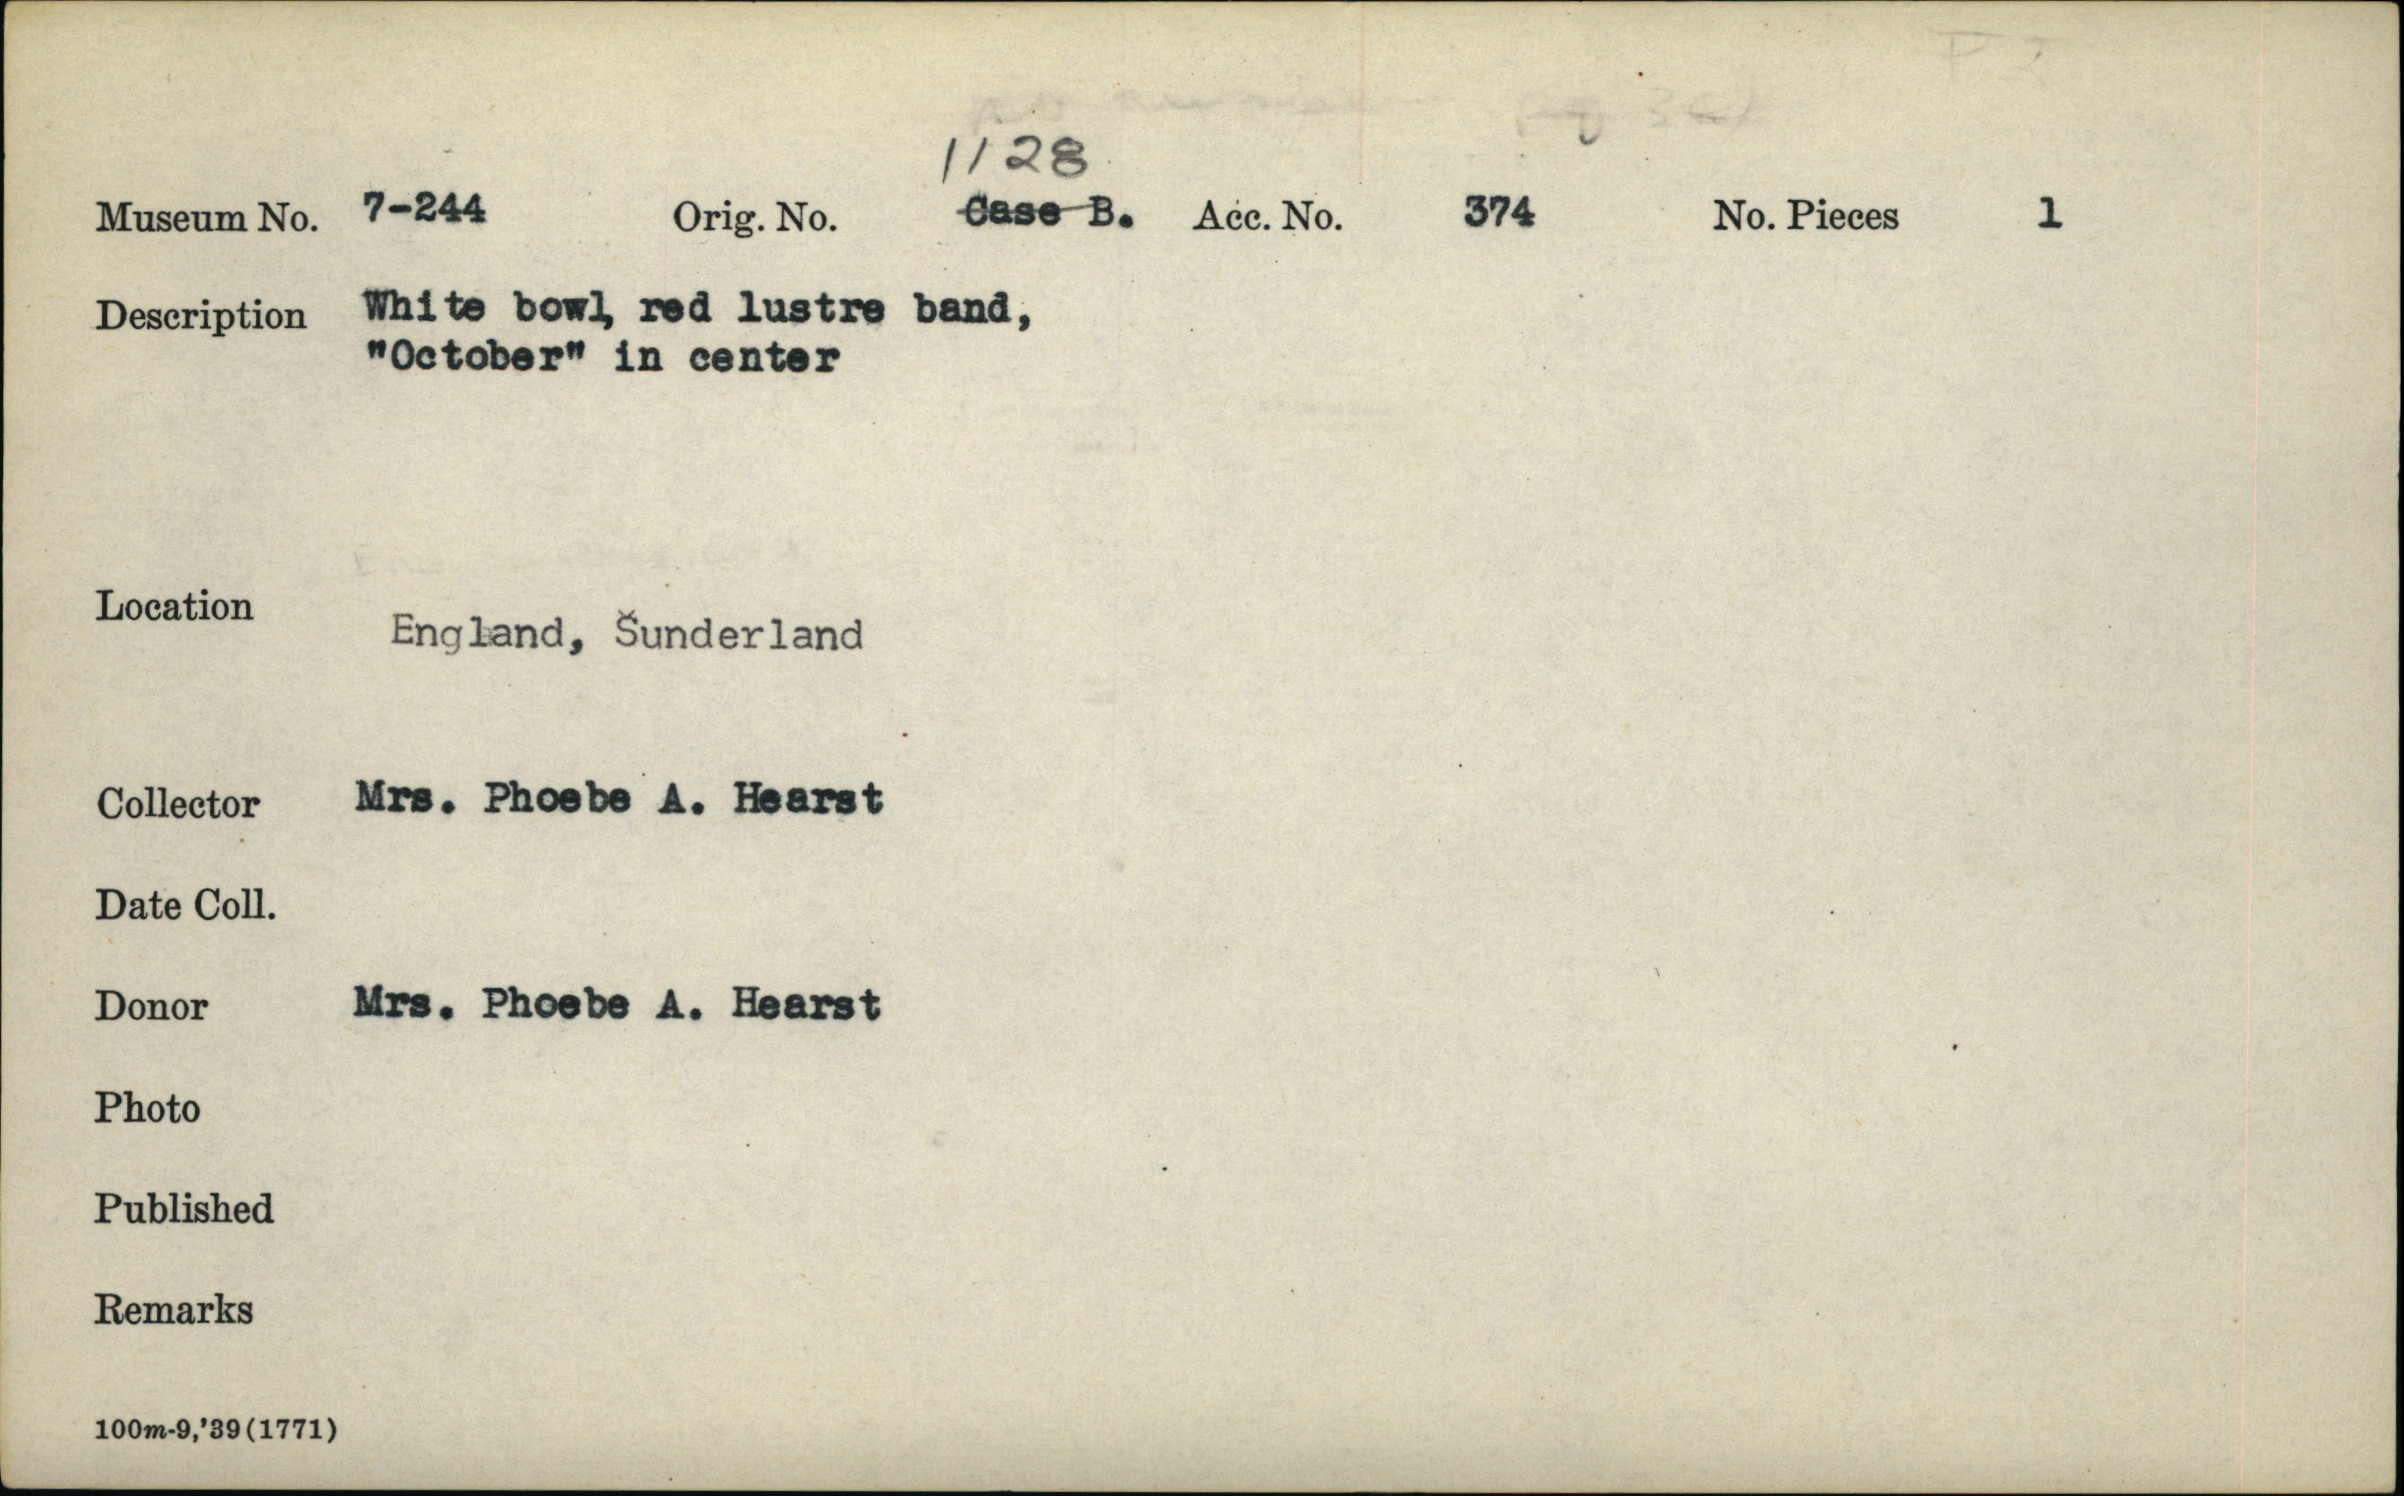 1128
Museum No. 7-244 Orig. No. Case B. Acc. No. 374 No. Pieces 1
Description White bowl, red lustre band,
"October" in center
Location England, Sunderland
Collector Mrs. Phoebe A. Hearst
Date Coll.
Donor Mrs. Phoebe A. Hearst
Photo
Published
Remarks
100m-9,'39(1771)